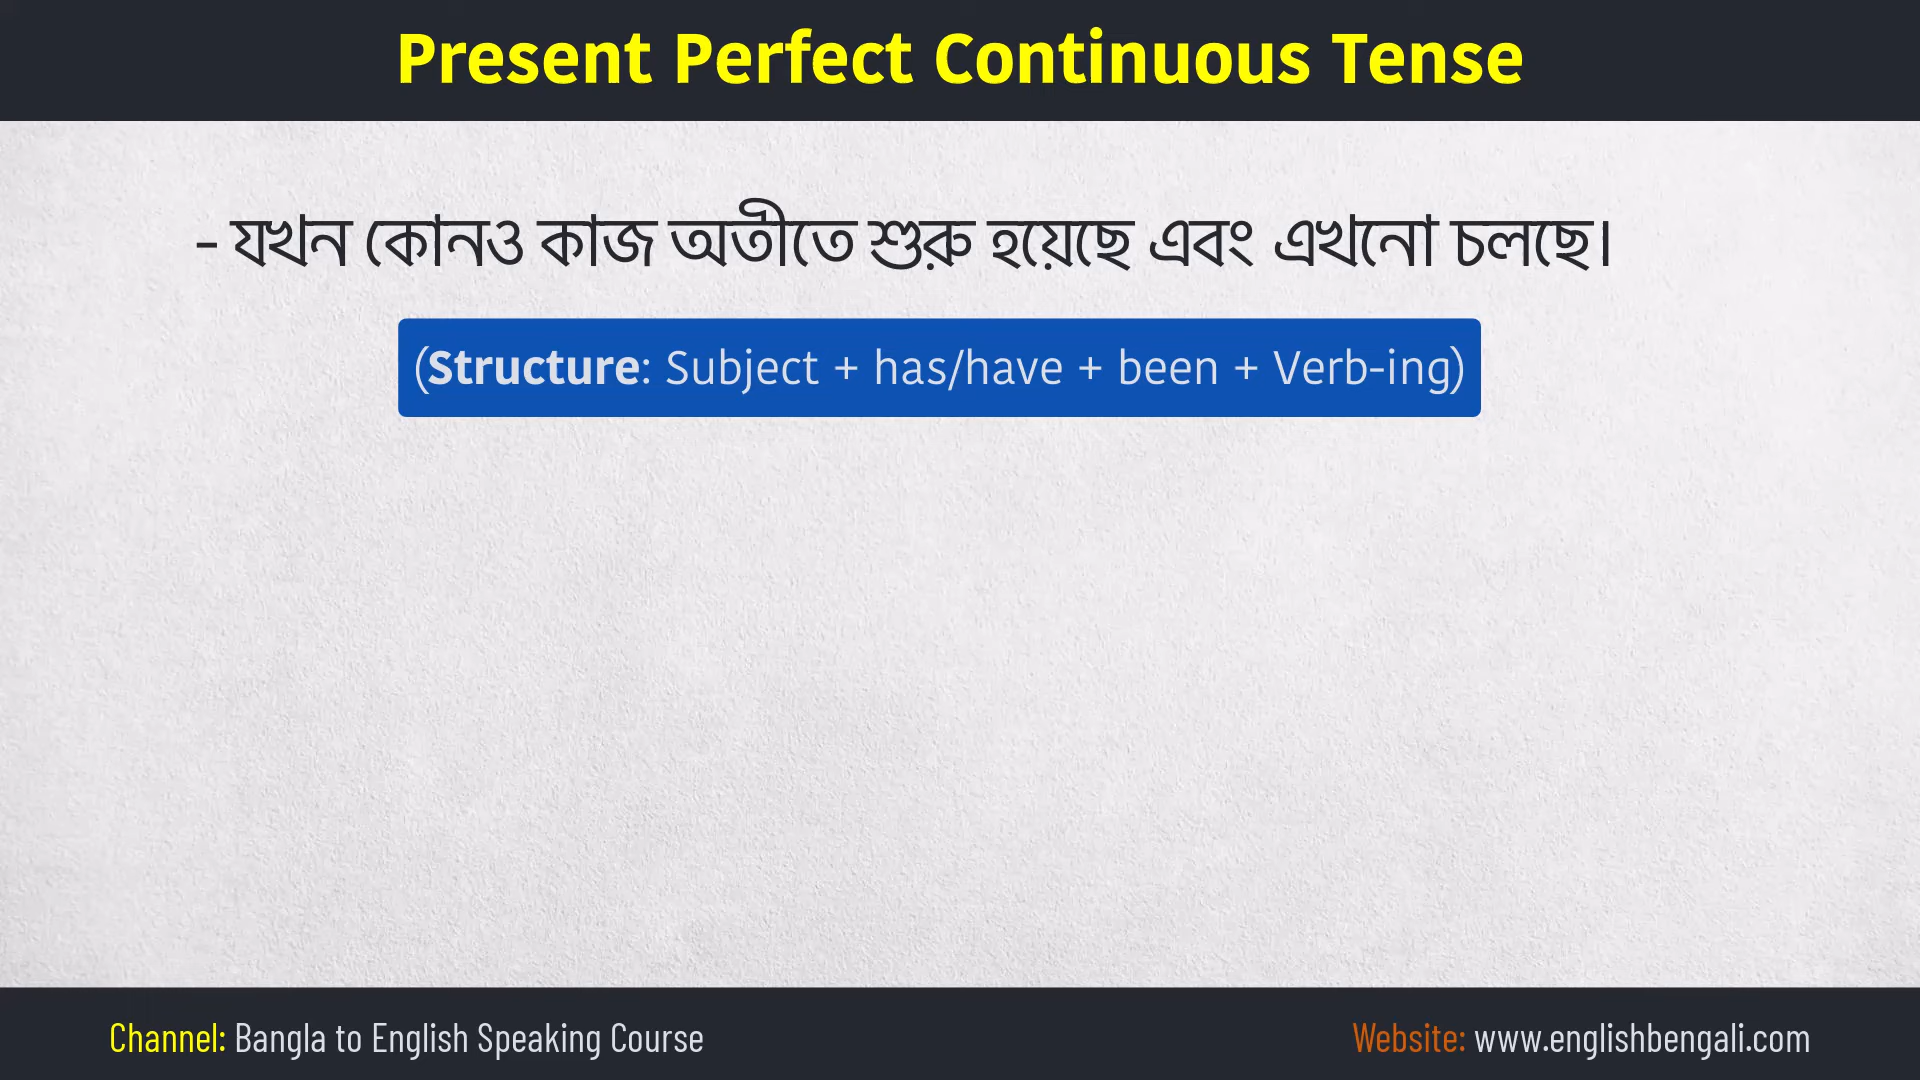 Present Perfect Continuous Tense
- যখন কোনও কাজ অতীতে শুরু হয়েছে এবং এখনো চলছে।
(Structure: Subject + has/have + been + Verb-ing)
Channel: Bangla to English Speaking Course
Website: www.englishbengali.com